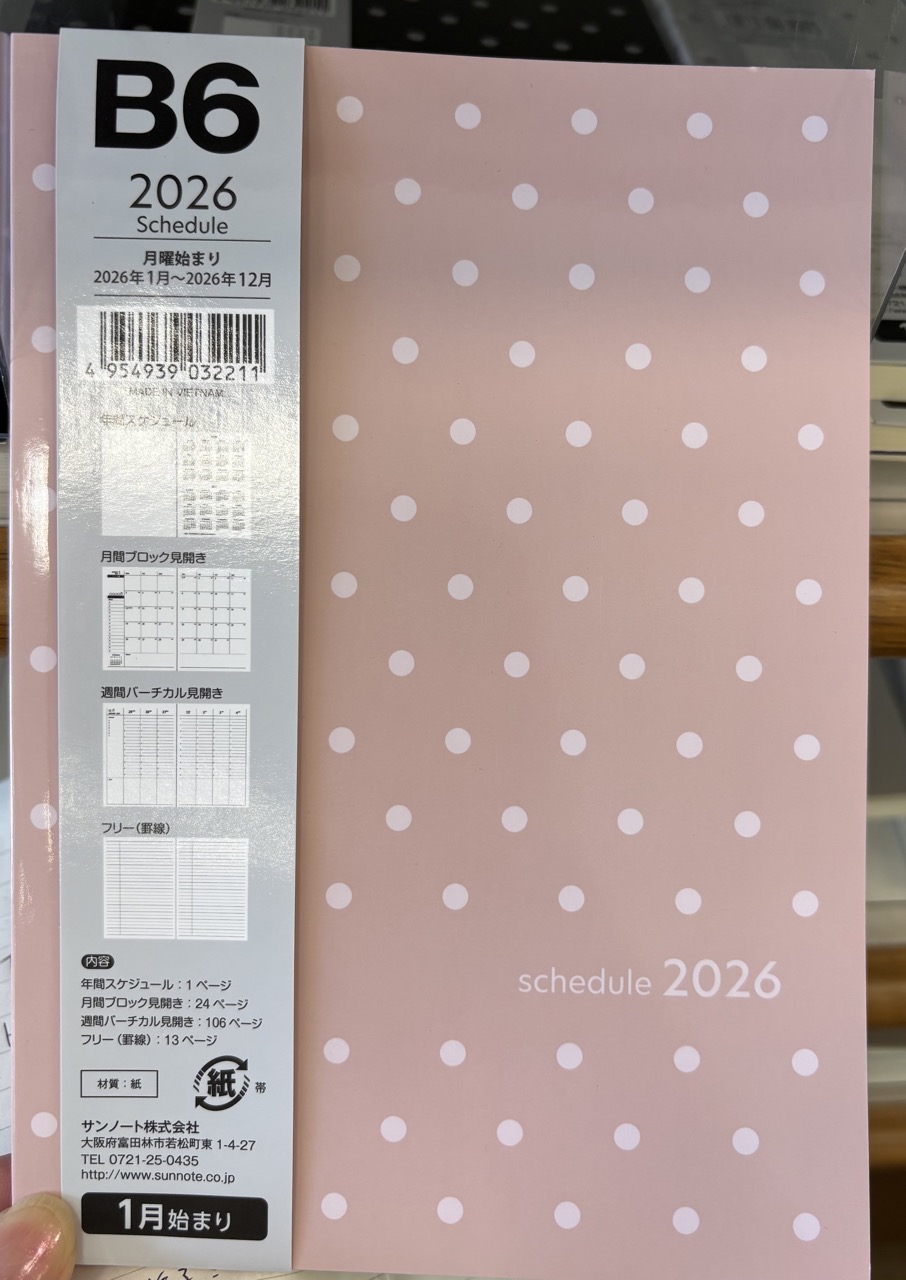 B6
2026
Schedule
月曜始まり
2026年1月～2026年12月
4 954939 032211
MADE IN VIETNAM
年間スケジュール
月間ブロック見開き
週間バーチカル見開き
フリー（罫線）
内容
年間スケジュール：1ページ
月間ブロック見開き：24ページ
週間バーチカル見開き：106ページ
フリー（罫線）：13ページ
材質：紙
紙
帯
サンノート株式会社
大阪府富田林市若松町東1-4-27
TEL 0721-25-0435
http://www.sunnote.co.jp
1月始まり
schedule 2026